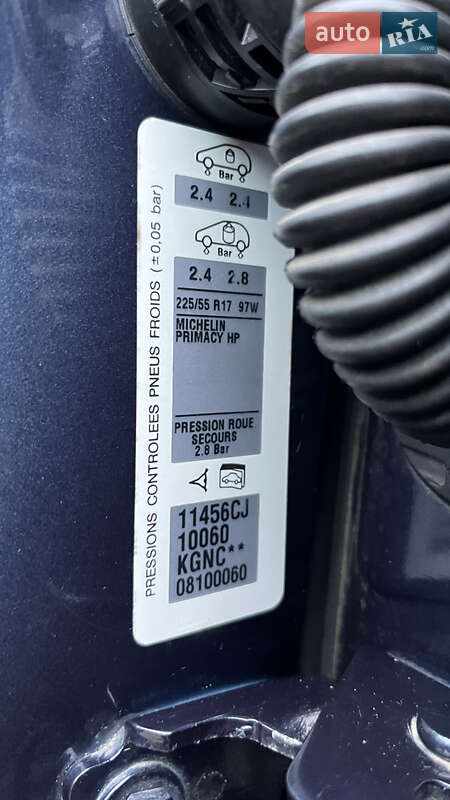 auto RIA
.com
PRESSIONS CONTROLEES PNEUS FROIDS (±0,05 bar)
Bar
2.4 2.4
Bar
2.4 2.8
225/55 R17 97W
MICHELIN
PRIMACY HP
PRESSION ROUE
SECOURS
2.8 Bar
11456CJ
10060
KGNC**
08100060